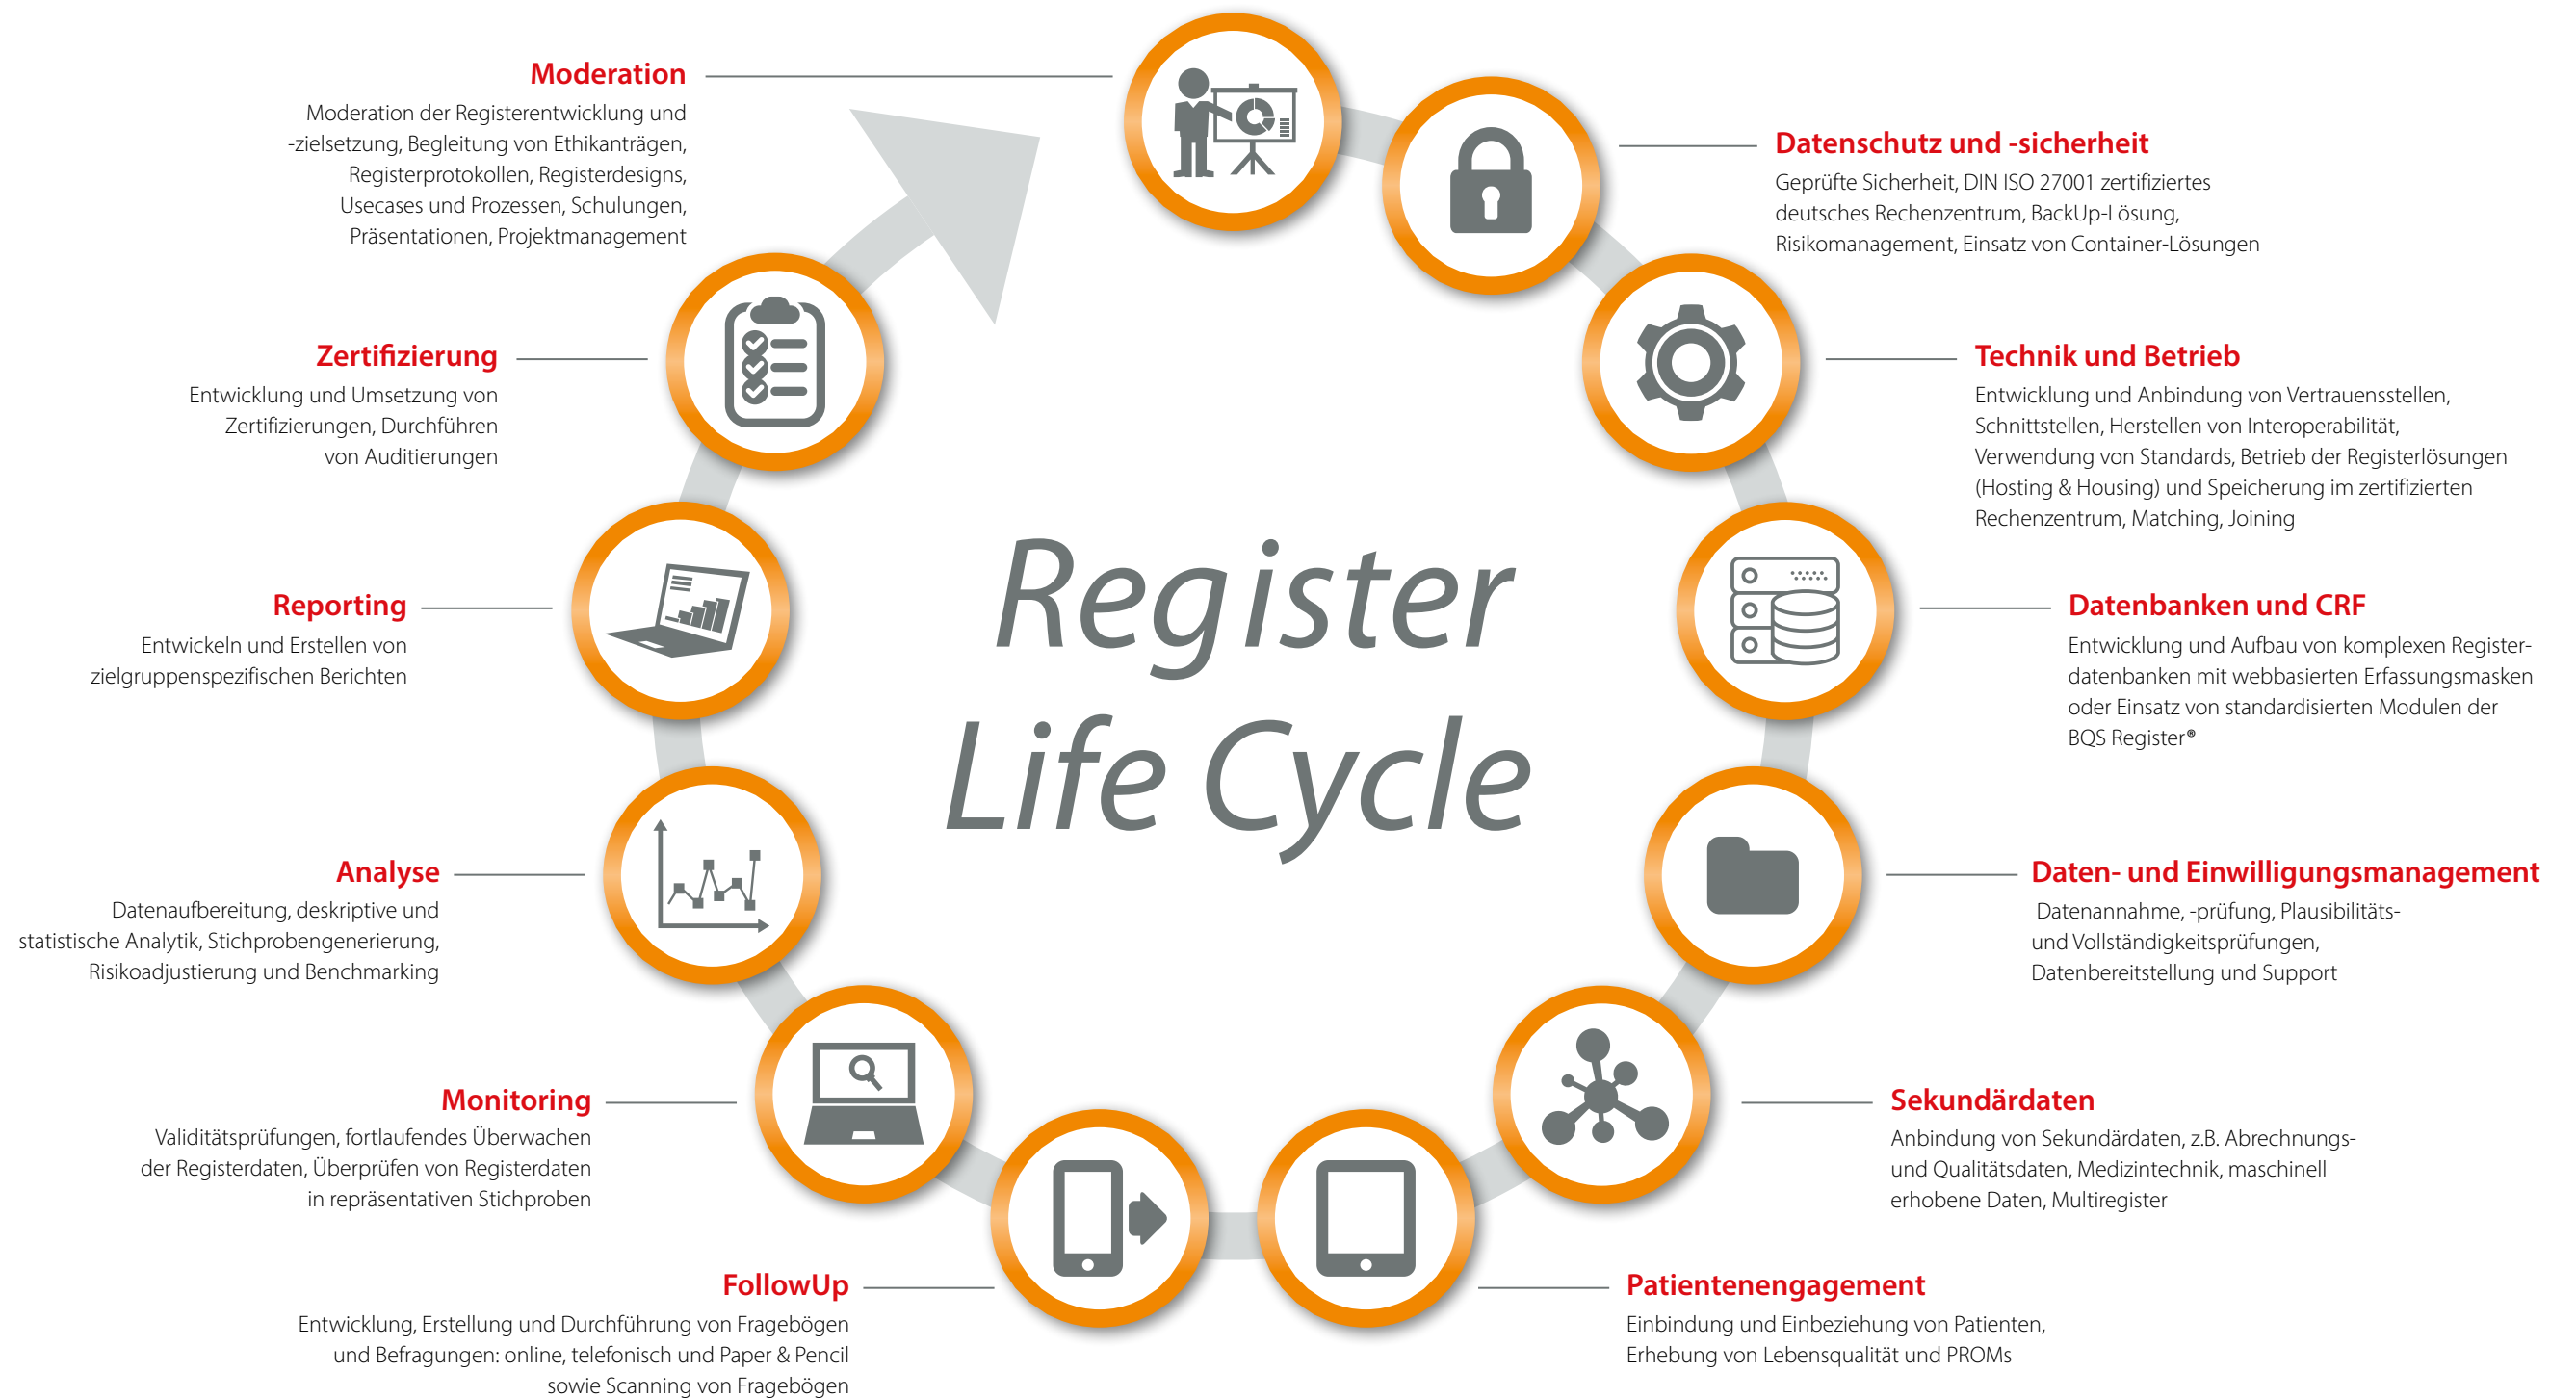 Moderation
Moderation der Registerentwicklung und
-zielsetzung, Begleitung von Ethikanträgen,
Registerprotokollen, Registerdesigns,
Usecases und Prozessen, Schulungen,
Präsentationen, Projektmanagement
Datenschutz und -sicherheit
Geprüfte Sicherheit, DIN ISO 27001 zertifiziertes
deutsches Rechenzentrum, BackUp-Lösung,
Risikomanagement, Einsatz von Container-Lösungen
Technik und Betrieb
Entwicklung und Anbindung von Vertrauensstellen,
Schnittstellen, Herstellen von Interoperabilität,
Verwendung von Standards, Betrieb der Registerlösungen
(Hosting & Housing) und Speicherung im zertifizierten
Rechenzentrum, Matching, Joining
Datenbanken und CRF
Entwicklung und Aufbau von komplexen Register-
datenbanken mit webbasierten Erfassungsmasken
oder Einsatz von standardisierten Modulen der
BQS Register®
Daten- und Einwilligungsmanagement
Datenannahme, -prüfung, Plausibilitäts-
und Vollständigkeitsprüfungen,
Datenbereitstellung und Support
Sekundärdaten
Anbindung von Sekundärdaten, z.B. Abrechnungs-
und Qualitätsdaten, Medizintechnik, maschinell
erhobene Daten, Multiregister
Patientenengagement
Einbindung und Einbeziehung von Patienten,
Erhebung von Lebensqualität und PROMs
FollowUp
Entwicklung, Erstellung und Durchführung von Fragebögen
und Befragungen: online, telefonisch und Paper & Pencil
sowie Scanning von Fragebögen
Monitoring
Validitätsprüfungen, fortlaufendes Überwachen
der Registerdaten, Überprüfen von Registerdaten
in repräsentativen Stichproben
Analyse
Datenaufbereitung, deskriptive und
statistische Analytik, Stichprobengenerierung,
Risikoadjustierung und Benchmarking
Reporting
Entwickeln und Erstellen von
zielgruppenspezifischen Berichten
Zertifizierung
Entwicklung und Umsetzung von
Zertifizierungen, Durchführen
von Auditierungen
Register
Life Cycle